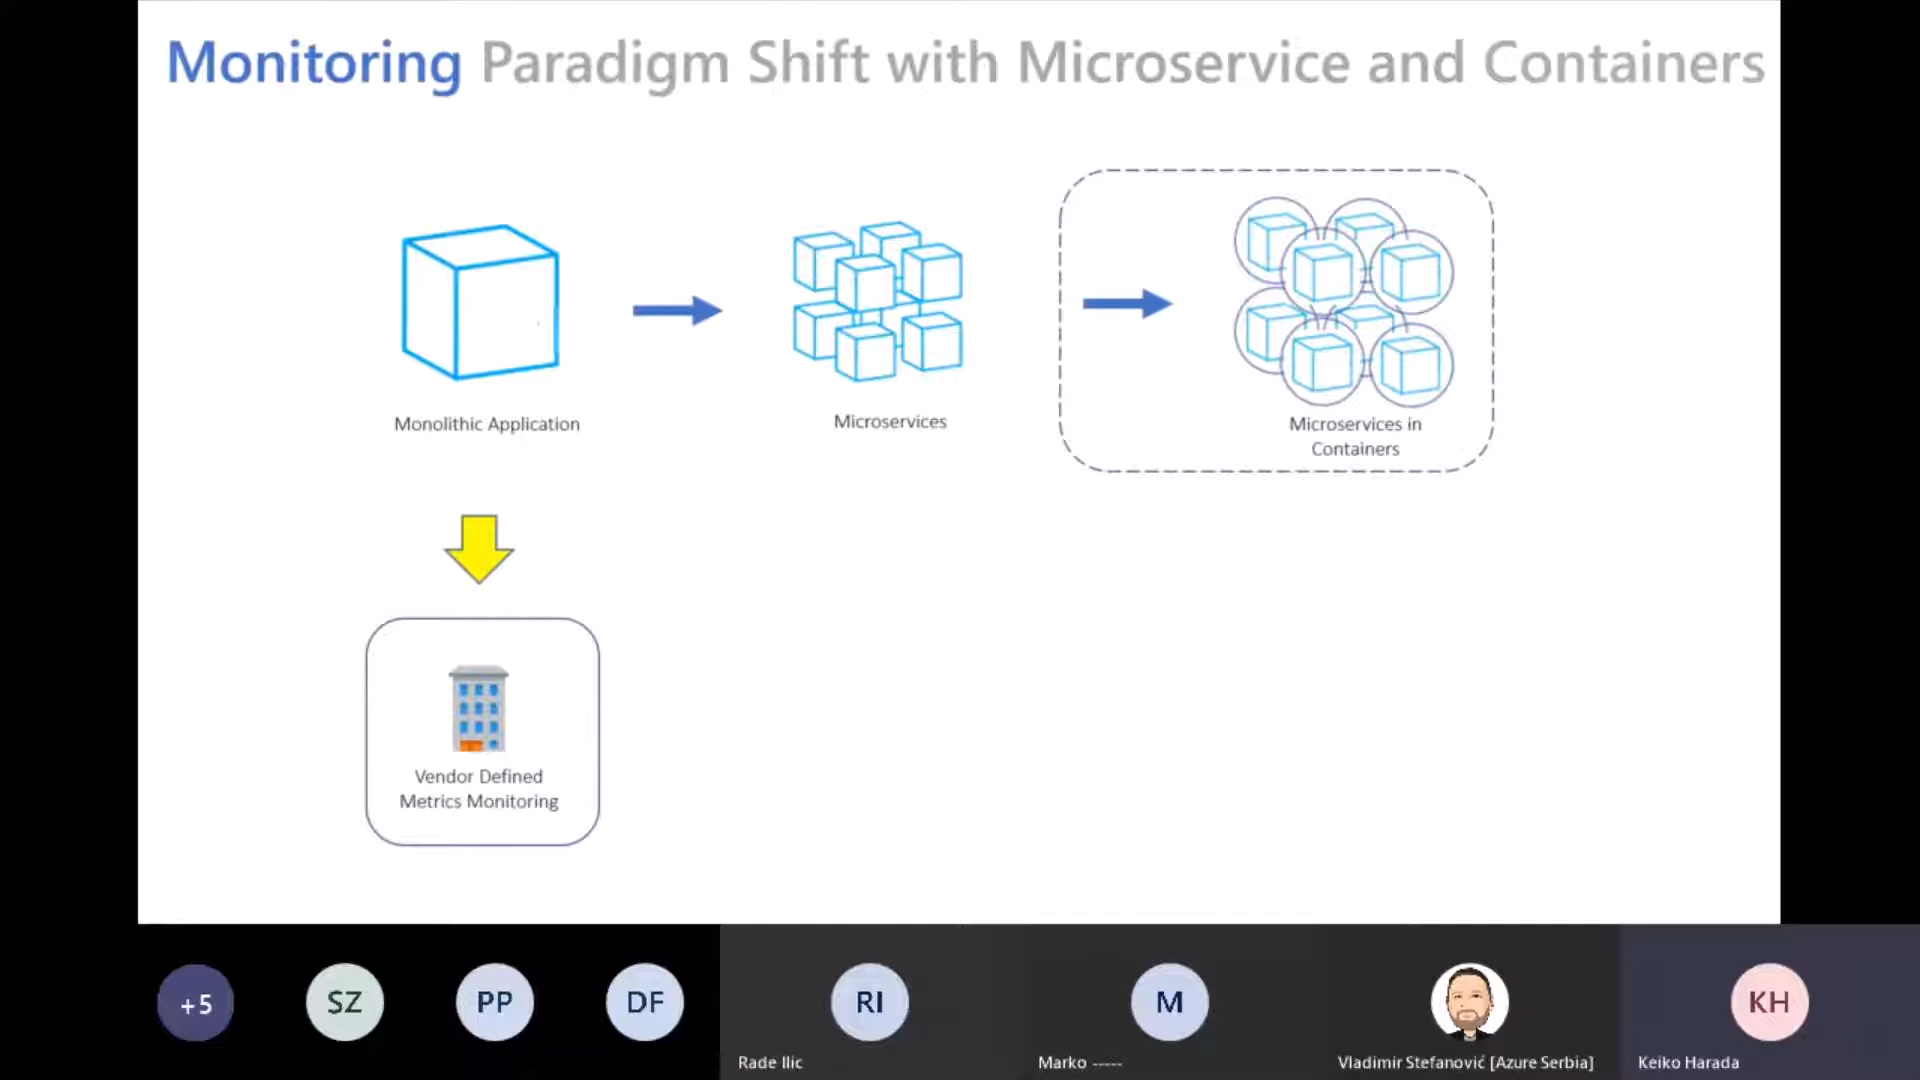 Monitoring Paradigm Shift with Microservice and Containers
Monolithic Application
Microservices
Microservices in
Containers
Vendor Defined
Metrics Monitoring
+5
SZ
PP
DF
RI
M
KH
Rade Ilic
Marko -----
Vladimir Stefanović [Azure Serbia]
Keiko Harada